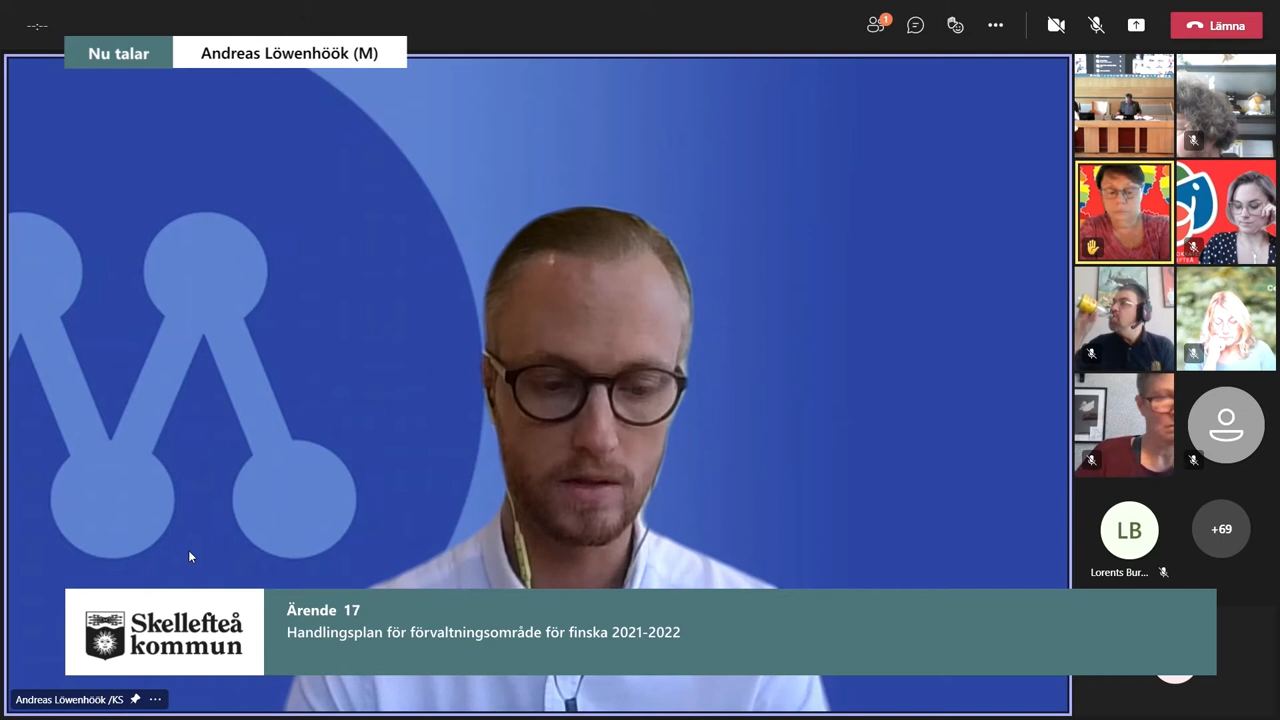 --:--
1
Lämna
Nu talar
Andreas Löwenhöök (M)
LB
+69
Lorents Bur...
Ärende 17
Handlingsplan för förvaltningsområde för finska 2021-2022
Skellefteå
kommun
Andreas Löwenhöök /KS